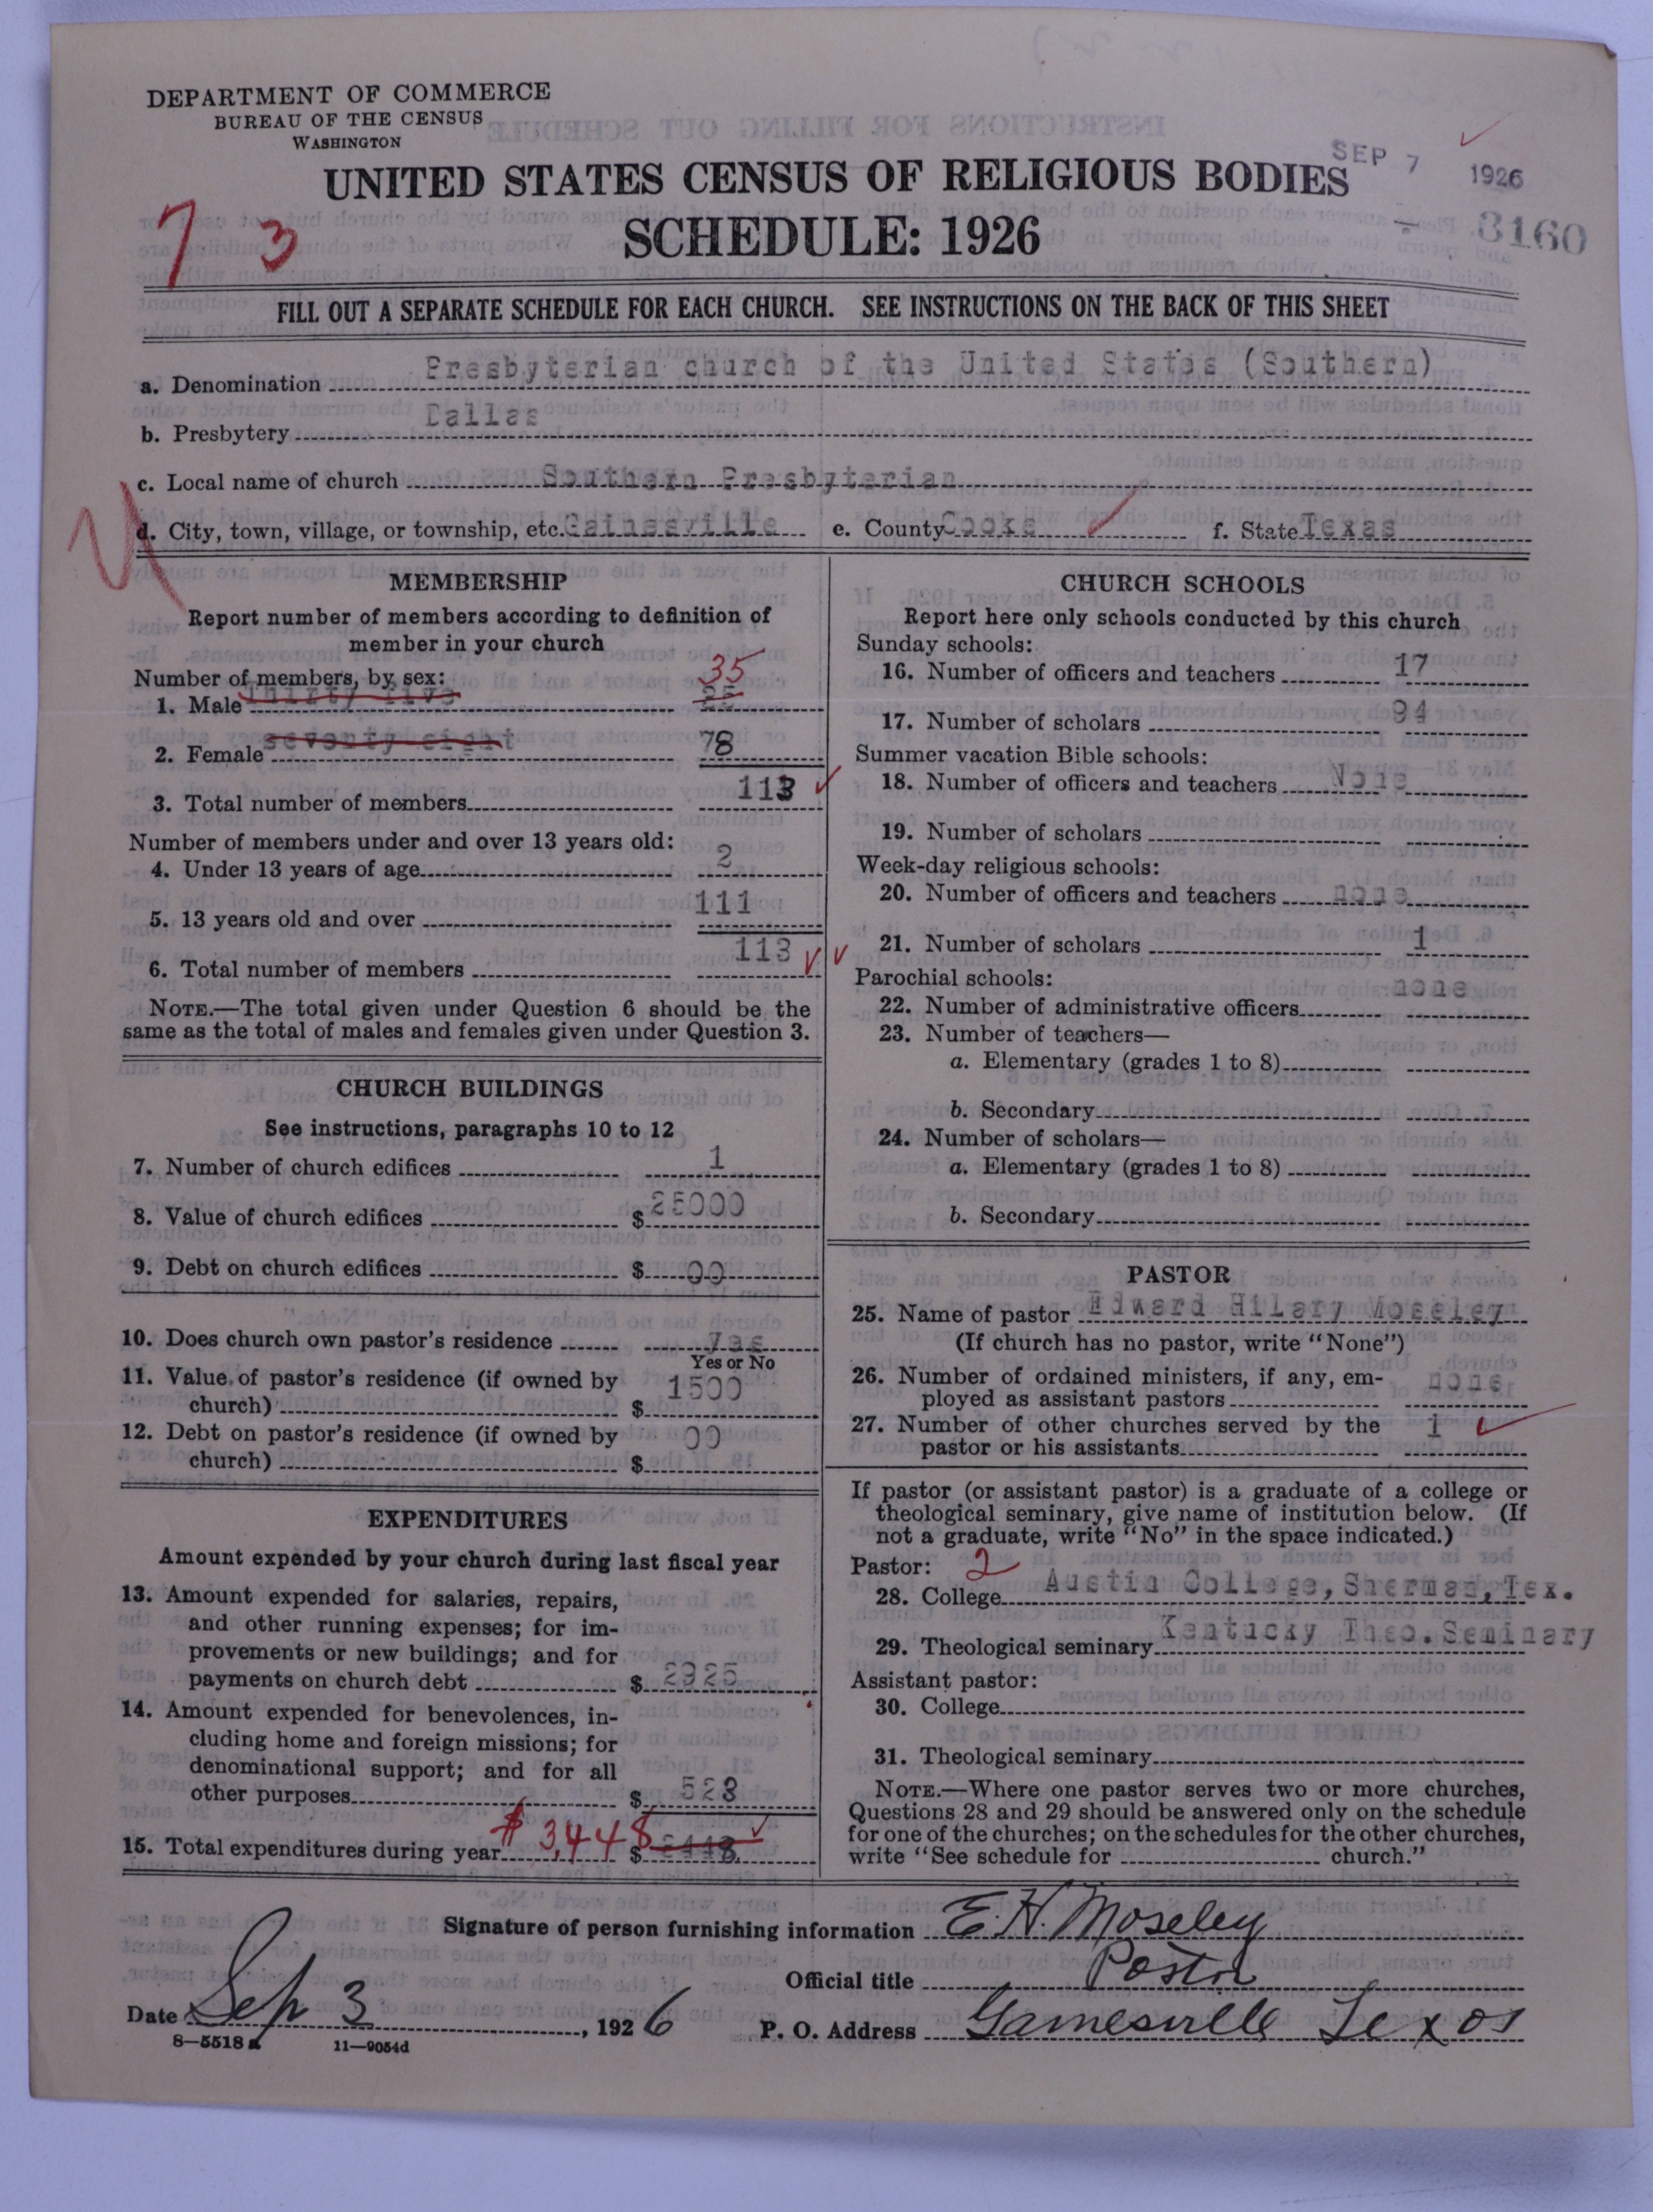 DEPARTMENT OF COMMERCE
BUREAU OF THE CENSUS
WASHINGTON
UNITED STATES CENSUS OF RELIGIOUS BODIES
SEP 7 1926
SCHEDULE: 1926
3160
7 3
FILL OUT A SEPARATE SCHEDULE FOR EACH CHURCH. SEE INSTRUCTIONS ON THE BACK OF THIS SHEET
a. Denomination Presbyterian church of the United States (Southern)
b. Presbytery Dallas
c. Local name of church Southern Presbyterian
d. City, town, village, or township, etc. Gainesville e. County Cooke f. State Texas
MEMBERSHIP
Report number of members according to definition of
member in your church
Number of members, by sex:
35
1. Male Thirty five
2. Female seventy eight 78
3. Total number of members 113
Number of members under and over 13 years old:
4. Under 13 years of age 2
5. 13 years old and over 111
6. Total number of members 113
NOTE.—The total given under Question 6 should be the
same as the total of males and females given under Question 3.
CHURCH BUILDINGS
See instructions, paragraphs 10 to 12
7. Number of church edifices 1
8. Value of church edifices $ 25000
9. Debt on church edifices $ 00
10. Does church own pastor's residence yes
Yes or No
11. Value of pastor's residence (if owned by
church) $ 1500
12. Debt on pastor's residence (if owned by
church) $ 00
EXPENDITURES
Amount expended by your church during last fiscal year
13. Amount expended for salaries, repairs,
and other running expenses; for im-
provements or new buildings; and for
payments on church debt $ 2925
14. Amount expended for benevolences, in-
cluding home and foreign missions; for
denominational support; and for all
other purposes $ 523
15. Total expenditures during year $3,448 $
CHURCH SCHOOLS
Report here only schools conducted by this church
Sunday schools:
16. Number of officers and teachers 17
17. Number of scholars 94
Summer vacation Bible schools:
18. Number of officers and teachers None
19. Number of scholars
Week-day religious schools:
20. Number of officers and teachers none
21. Number of scholars 1
Parochial schools:
22. Number of administrative officers none
23. Number of teachers—
a. Elementary (grades 1 to 8)
b. Secondary
24. Number of scholars—
a. Elementary (grades 1 to 8)
b. Secondary
PASTOR
25. Name of pastor Edward Hilary Moseley
(If church has no pastor, write "None")
26. Number of ordained ministers, if any, em-
ployed as assistant pastors none
27. Number of other churches served by the
pastor or his assistants 1
If pastor (or assistant pastor) is a graduate of a college or
theological seminary, give name of institution below. (If
not a graduate, write "No" in the space indicated.)
Pastor: 2
28. College Austin College, Sherman, Tex.
29. Theological seminary Kentucky Theo. Seminary
Assistant pastor:
30. College
31. Theological seminary
NOTE.—Where one pastor serves two or more churches,
Questions 28 and 29 should be answered only on the schedule
for one of the churches; on the schedules for the other churches,
write "See schedule for church."
Signature of person furnishing information E. H. Moseley
Official title Pastor
Date Sep 3, 1926 P. O. Address Gainesville Texas
8—5518a 11—9054d